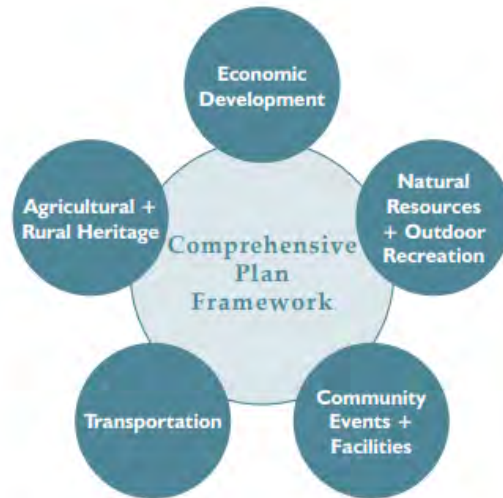 Economic
Development
Agricultural +
Rural Heritage
Natural
Resources
+ Outdoor
Recreation
Comprehensive
Plan
Framework
Transportation
Community
Events +
Facilities